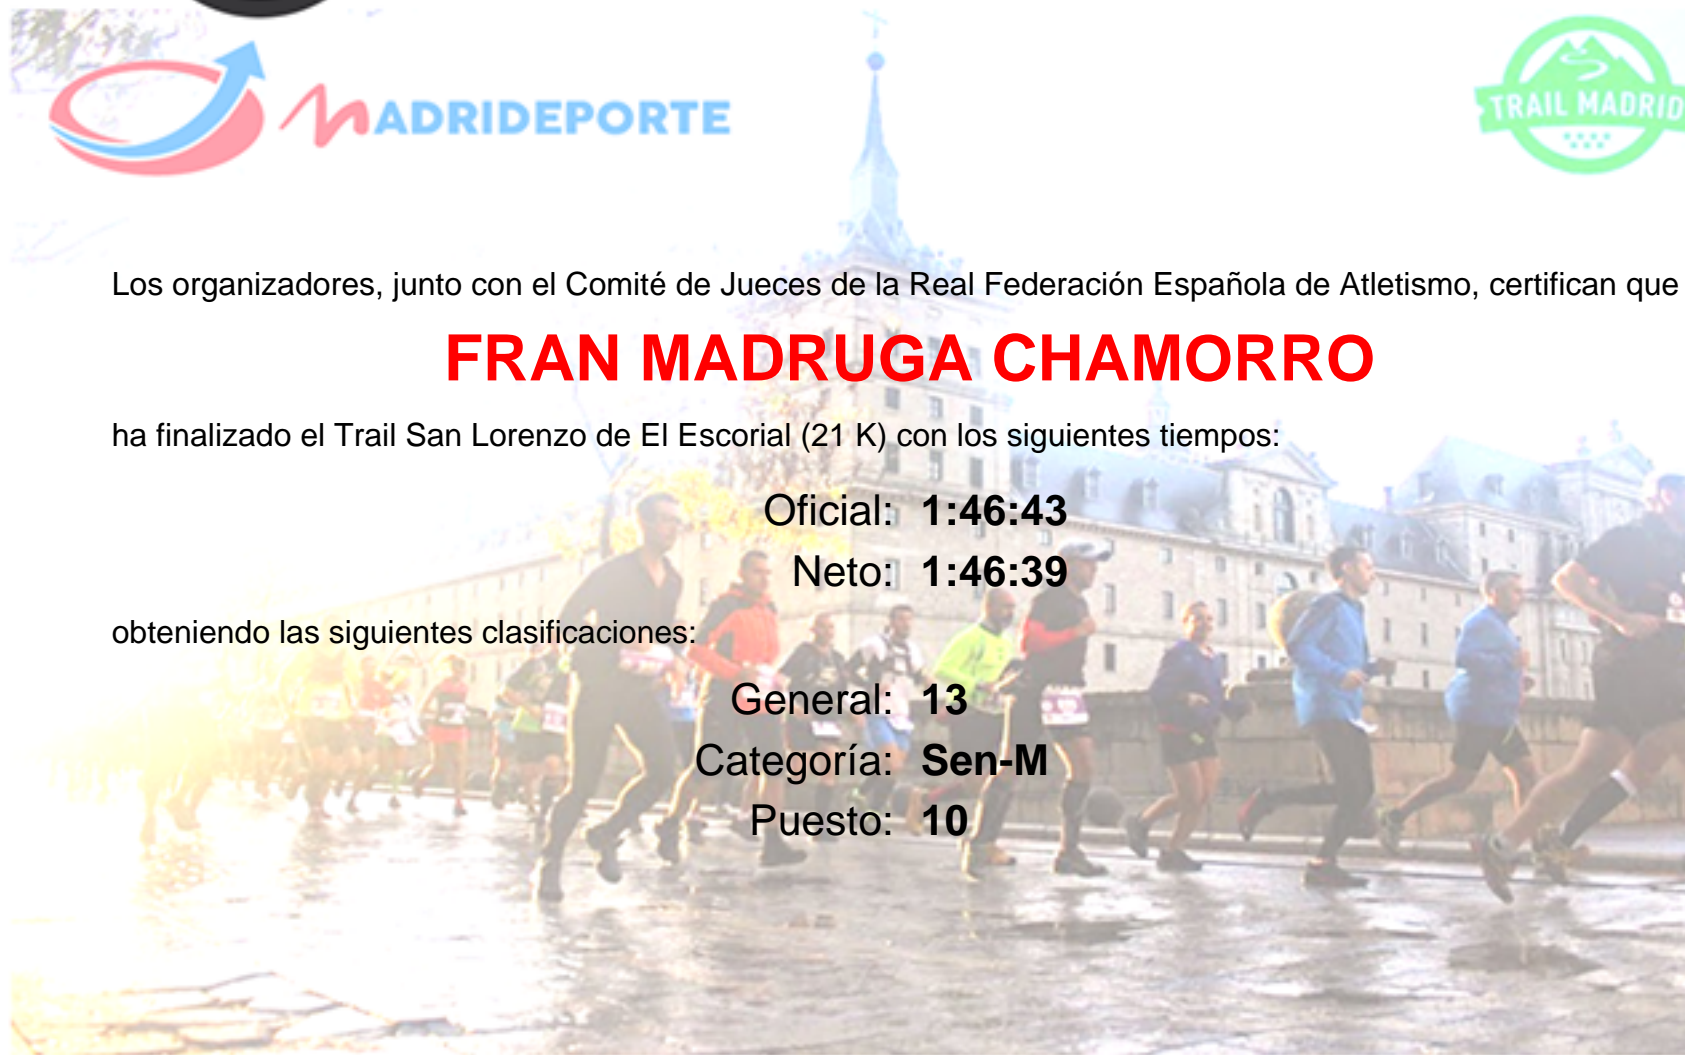 MADRIDEPORTE
TRAIL MADRID
Los organizadores, junto con el Comité de Jueces de la Real Federación Española de Atletismo, certifican que
FRAN MADRUGA CHAMORRO
ha finalizado el Trail San Lorenzo de El Escorial (21 K) con los siguientes tiempos:
Oficial: 1:46:43
Neto: 1:46:39
obteniendo las siguientes clasificaciones:
General: 13
Categoría: Sen-M
Puesto: 10